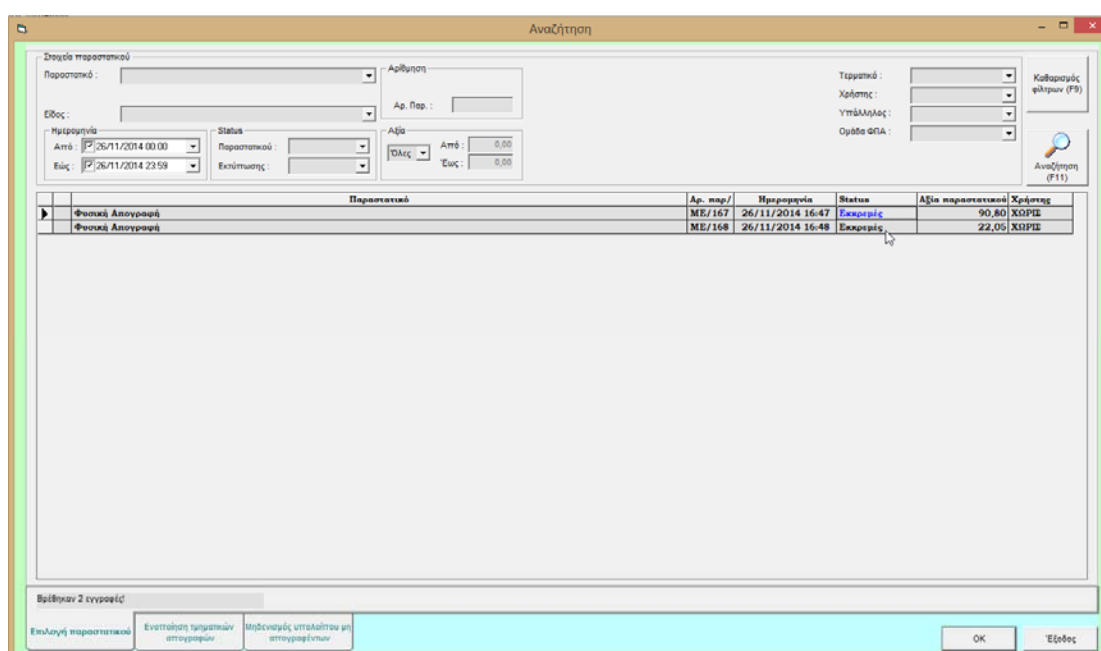 Αναζήτηση
Στοιχεία παραστατικού
Παραστατικό :
Αρίθμηση
Αρ. Παρ. :
Τερματικό :
Χρήστης :
Υπάλληλος :
Ομάδα ΦΠΑ :
Καθαρισμός
φίλτρων (F9)
Είδος :
Ημερομηνία
Από : 26/11/2014 00:00
Εώς : 26/11/2014 23:59
Status
Παραστατικού :
Εκτύπωσης :
Αξία
Όλες
Από : 0,00
Έως : 0,00
Αναζήτηση
(F11)
Παραστατικό Αρ. παρ/ Ημερομηνία Status Αξία παραστατικού Χρήστης
Φυσική Απογραφή ΜΕ/167 26/11/2014 16:47 Εκκρεμές 90,80 ΧΩΡΙΣ
Φυσική Απογραφή ΜΕ/168 26/11/2014 16:48 Εκκρεμές 22,05 ΧΩΡΙΣ
Βρέθηκαν 2 εγγραφές!
Επιλογή παραστατικού
Ενοποίηση τμηματικών
απογραφών
Μηδενισμός υπολοίπου μη
απογραφέντων
OK
Έξοδος